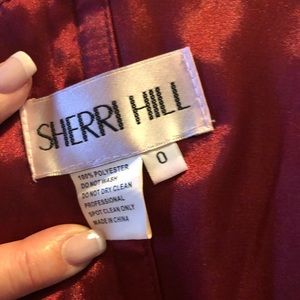 SHERRI HILL
0
100% POLYESTER
DO NOT WASH
DO NOT DRY CLEAN
PROFESSIONAL
SPOT CLEAN ONLY
MADE IN CHINA